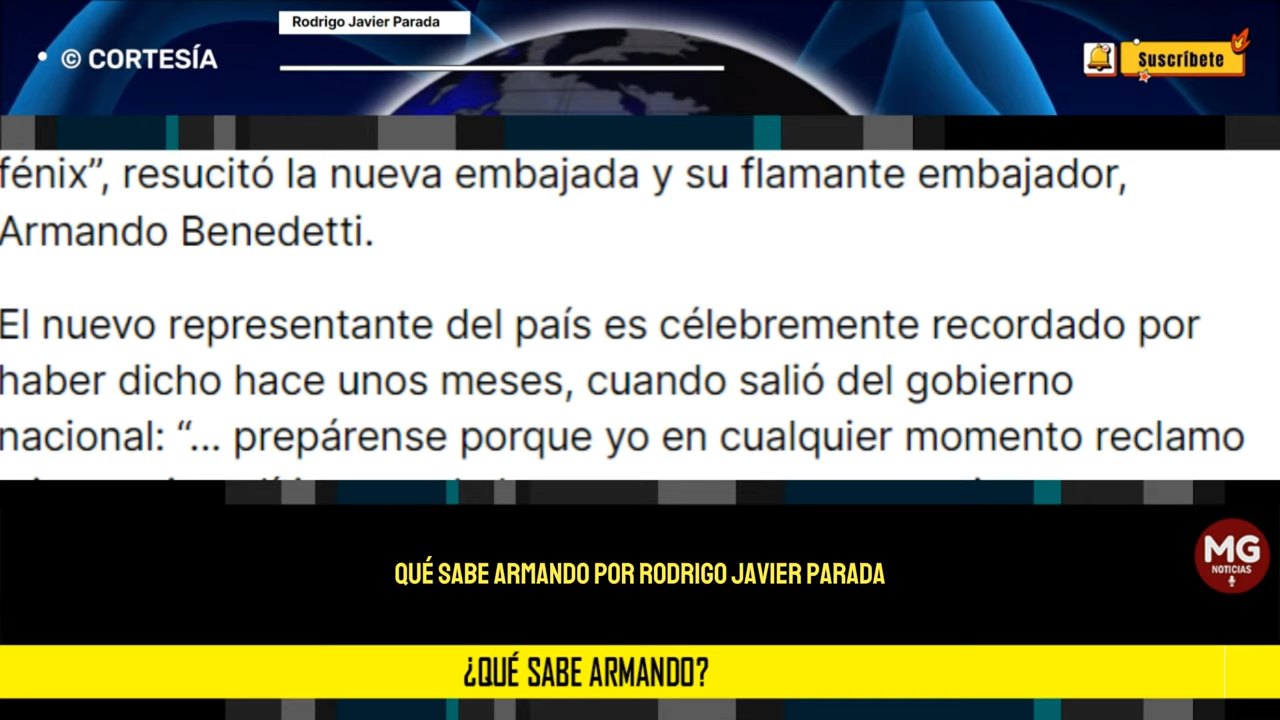 Rodrigo Javier Parada
© CORTESÍA
Suscríbete
fénix”, resucitó la nueva embajada y su flamante embajador,
Armando Benedetti.
El nuevo representante del país es célebremente recordado por
haber dicho hace unos meses, cuando salió del gobierno
nacional: “... prepárense porque yo en cualquier momento reclamo
MG
NOTICIAS
QUÉ SABE ARMANDO POR RODRIGO JAVIER PARADA
¿QUÉ SABE ARMANDO?